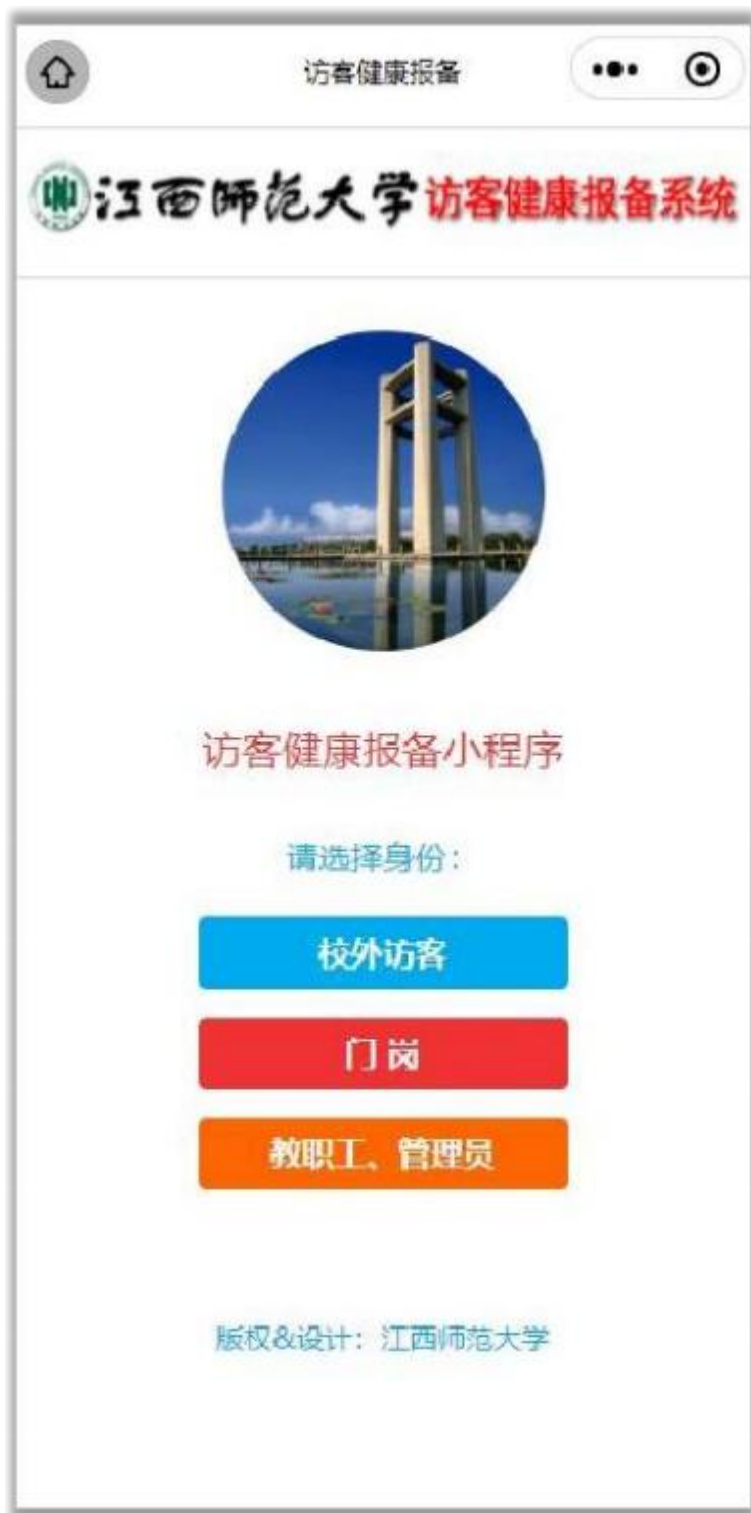 访客健康报备
江西师范大学访客健康报备系统
访客健康报备小程序
请选择身份：
校外访客
门 岗
教职工、管理员
版权&设计：江西师范大学